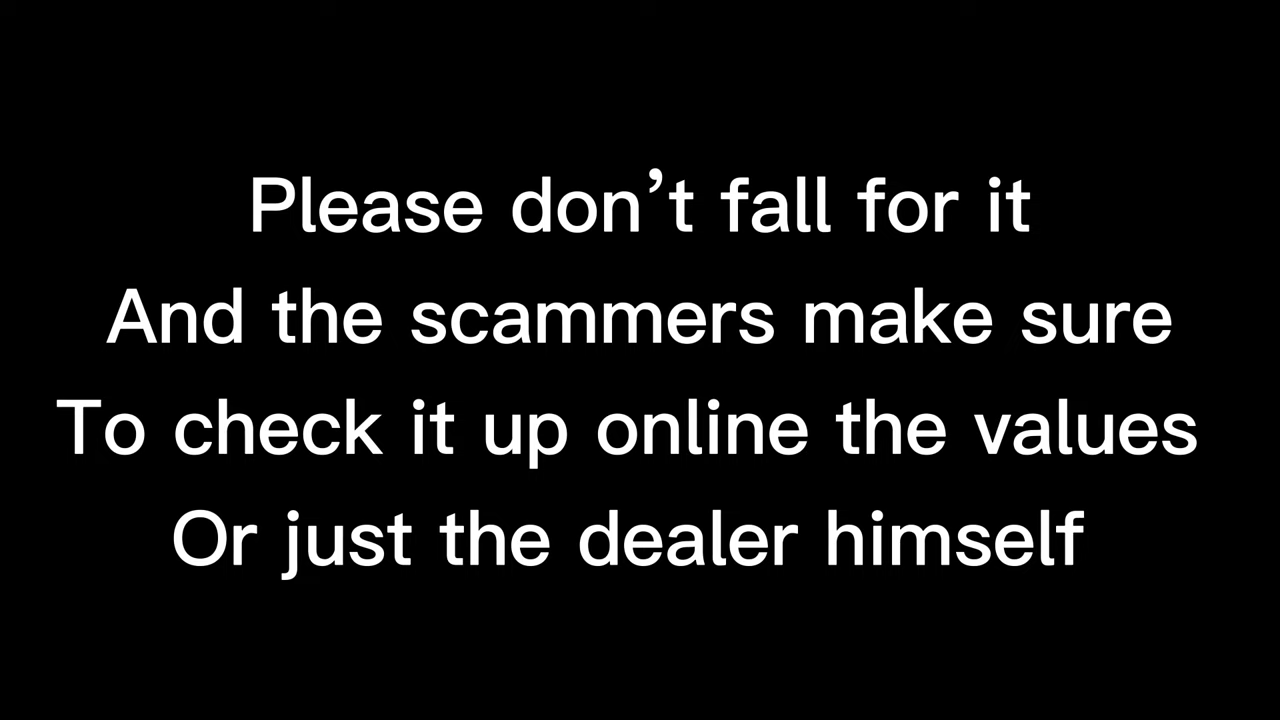 Please don’t fall for it
And the scammers make sure
To check it up online the values
Or just the dealer himself